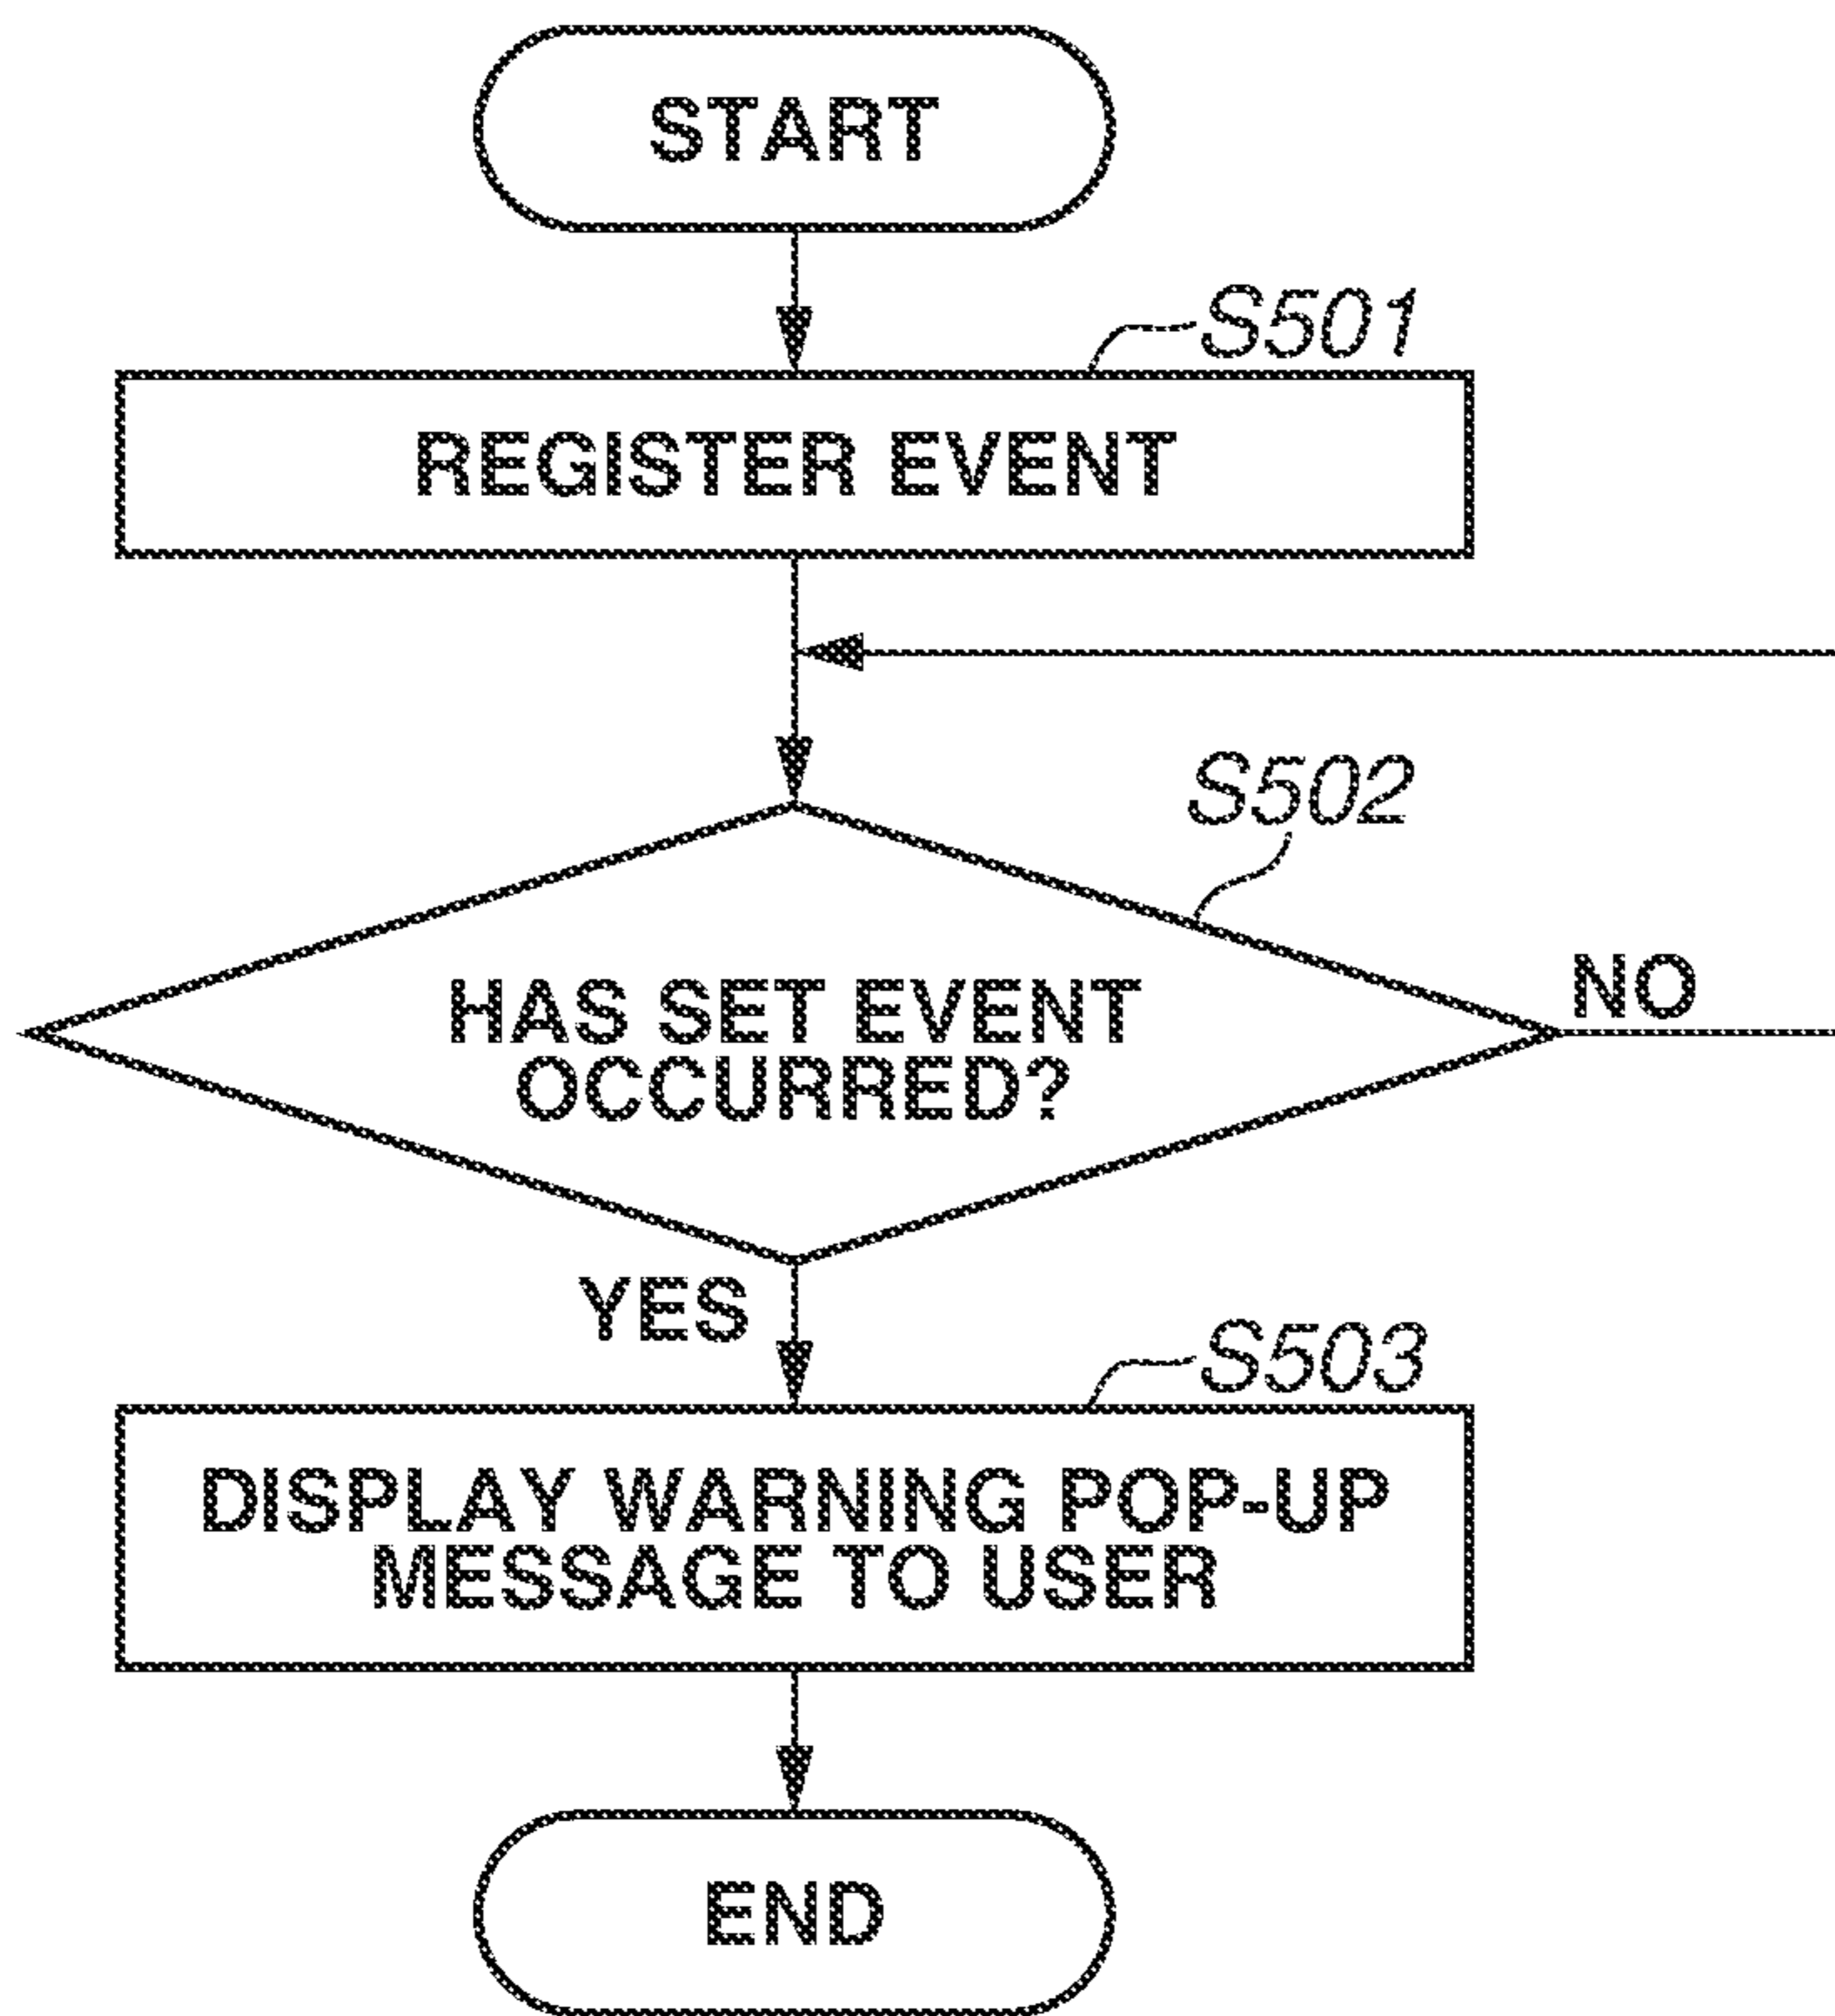 START
S501
REGISTER EVENT
S502
HAS SET EVENT
OCCURRED?
NO
YES
S503
DISPLAY WARNING POP-UP
MESSAGE TO USER
END